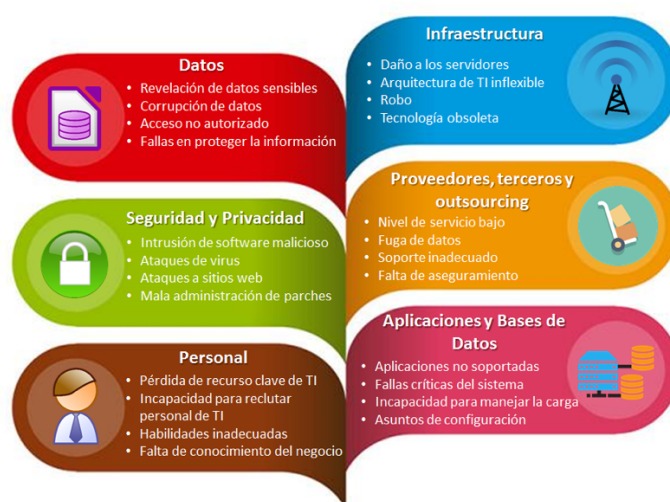 Datos
• Revelación de datos sensibles
• Corrupción de datos
• Acceso no autorizado
• Fallas en proteger la información
Infraestructura
• Daño a los servidores
• Arquitectura de TI inflexible
• Robo
• Tecnología obsoleta
Seguridad y Privacidad
• Intrusión de software malicioso
• Ataques de virus
• Ataques a sitios web
• Mala administración de parches
Proveedores, terceros y
outsourcing
• Nivel de servicio bajo
• Fuga de datos
• Soporte inadecuado
• Falta de aseguramiento
Personal
• Pérdida de recurso clave de TI
• Incapacidad para reclutar
personal de TI
• Habilidades inadecuadas
• Falta de conocimiento del negocio
Aplicaciones y Bases de
Datos
• Aplicaciones no soportadas
• Fallas críticas del sistema
• Incapacidad para manejar la carga
• Asuntos de configuración